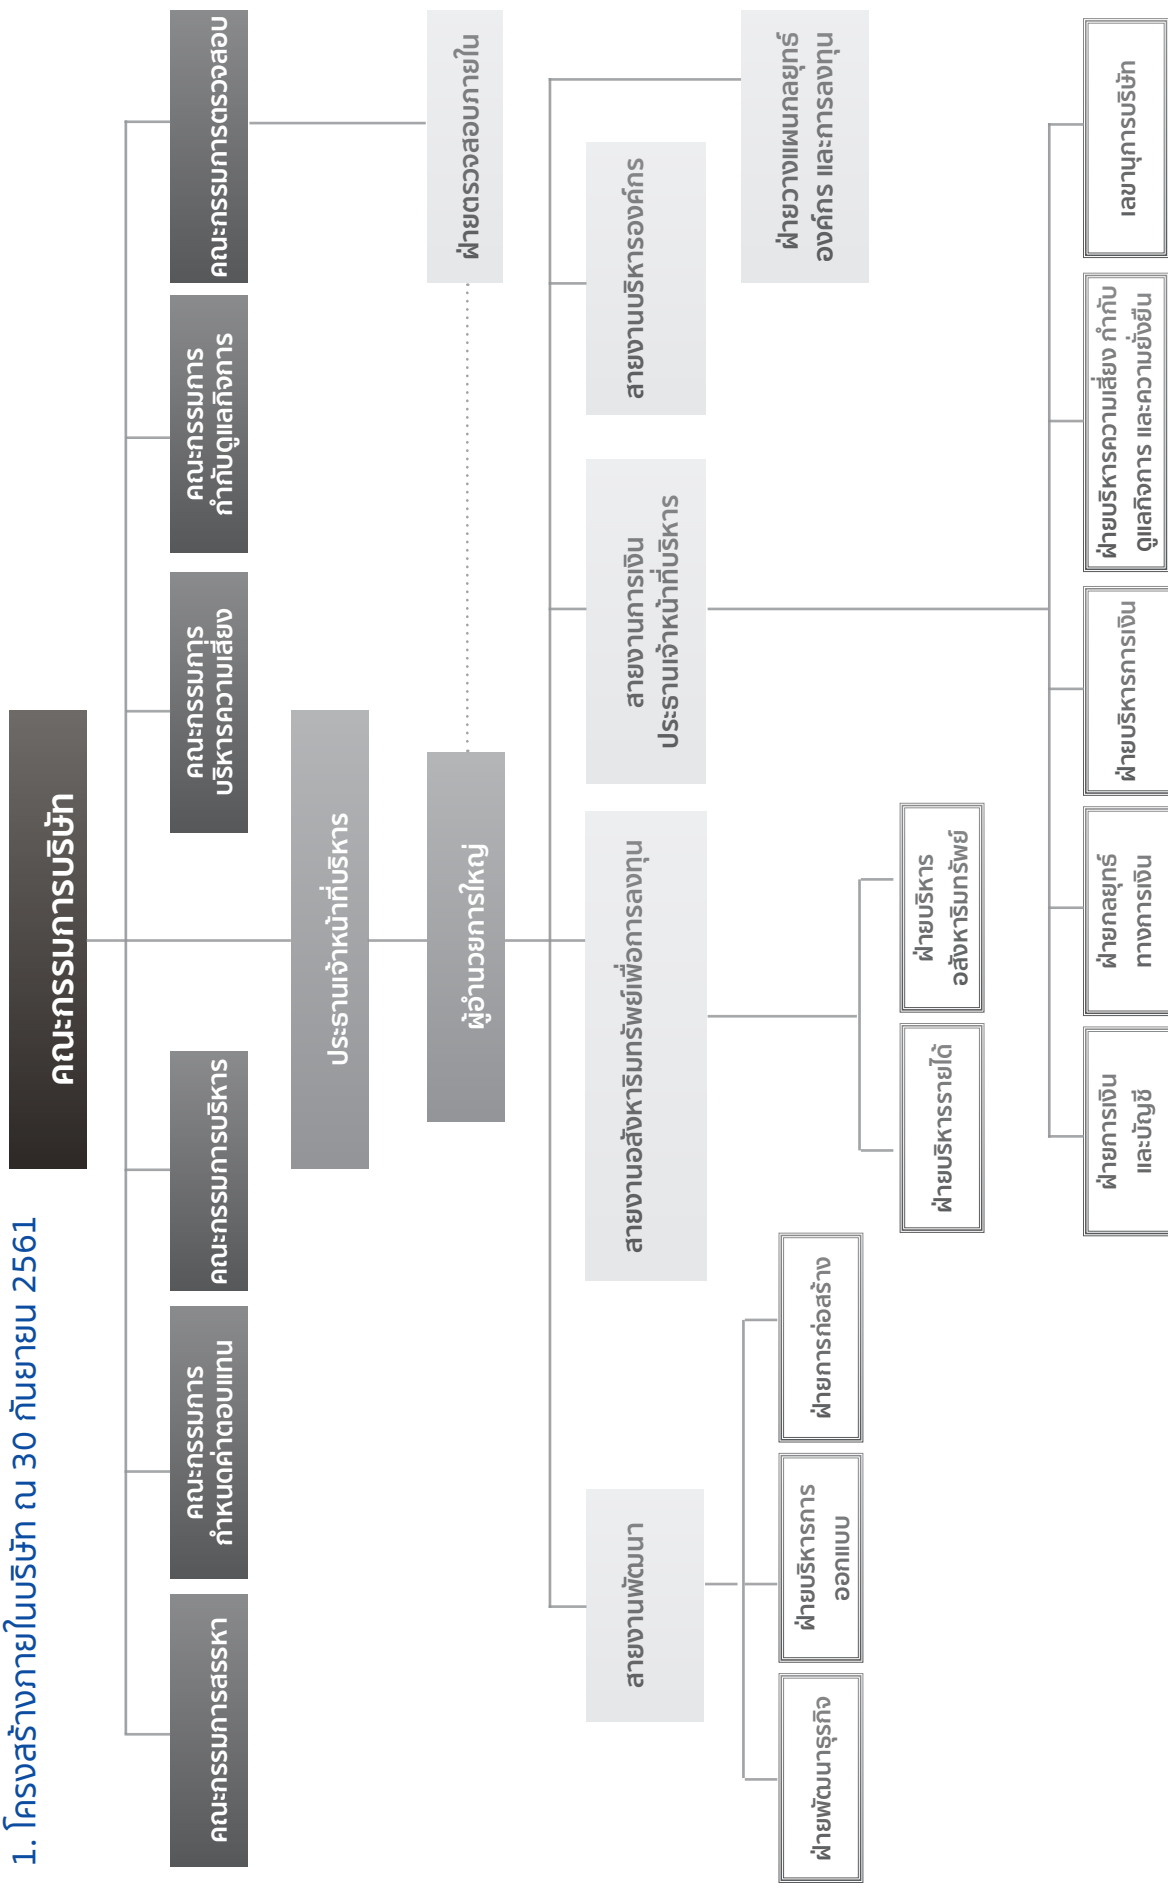 1. โครงสร้างภายในบริษัท ณ 30 กันยายน 2561
คณะกรรมการบริษัท
คณะกรรมการสรรหา
คณะกรรมการ
กำหนดค่าตอบแทน
คณะกรรมการบริหาร
คณะกรรมการ
บริหารความเสี่ยง
คณะกรรมการ
กำกับดูแลกิจการ
คณะกรรมการตรวจสอบ
ประธานเจ้าหน้าที่บริหาร
ผู้อำนวยการใหญ่
ฝ่ายตรวจสอบภายใน
สายงานพัฒนา
สายงานอสังหาริมทรัพย์เพื่อการลงทุน
สายงานการเงิน
ประธานเจ้าหน้าที่บริหาร
สายงานบริหารองค์กร
ฝ่ายวางแผนกลยุทธ์
องค์กร และการลงทุน
ฝ่ายพัฒนาธุรกิจ
ฝ่ายบริหารการ
ออกแบบ
ฝ่ายการก่อสร้าง
ฝ่ายบริหารรายได้
ฝ่ายบริหาร
อสังหาริมทรัพย์
ฝ่ายการเงิน
และบัญชี
ฝ่ายกลยุทธ์
ทางการเงิน
ฝ่ายบริหารการเงิน
ฝ่ายบริหารความเสี่ยง กำกับ
ดูแลกิจการ และความยั่งยืน
เลขานุการบริษัท